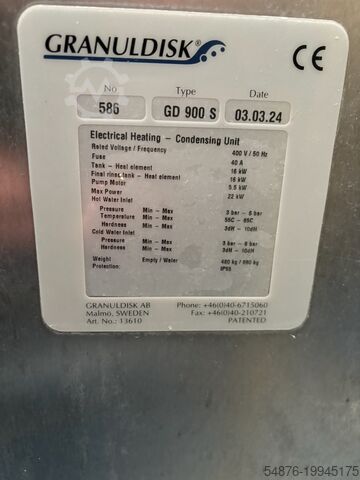 GRANULDISK®
CE
No Type Date
586 GD 900 S 03.03.24
Electrical Heating – Condensing Unit
Rated Voltage / Frequency 400 V / 50 Hz
Fuse 40 A
Tank – Heat element 16 kW
Final rinse tank – Heat element 16 kW
Pump Motor 5.5 kW
Max Power 22 kW
Hot Water Inlet
Pressure Min – Max 3 bar – 6 bar
Temperature Min – Max 55C – 65C
Hardness Min – Max 3dH – 10dH
Cold Water Inlet
Pressure Min – Max 3 bar – 6 bar
Hardness Min – Max 3dH – 10dH
Weight Empty / Water
Protection: IP55
GRANULDISK AB Phone: +46(0)40-6715060
Malmo, SWEDEN Fax: +46(0)40-210721
Art. No.: 13610 PATENTED
54876-19945175